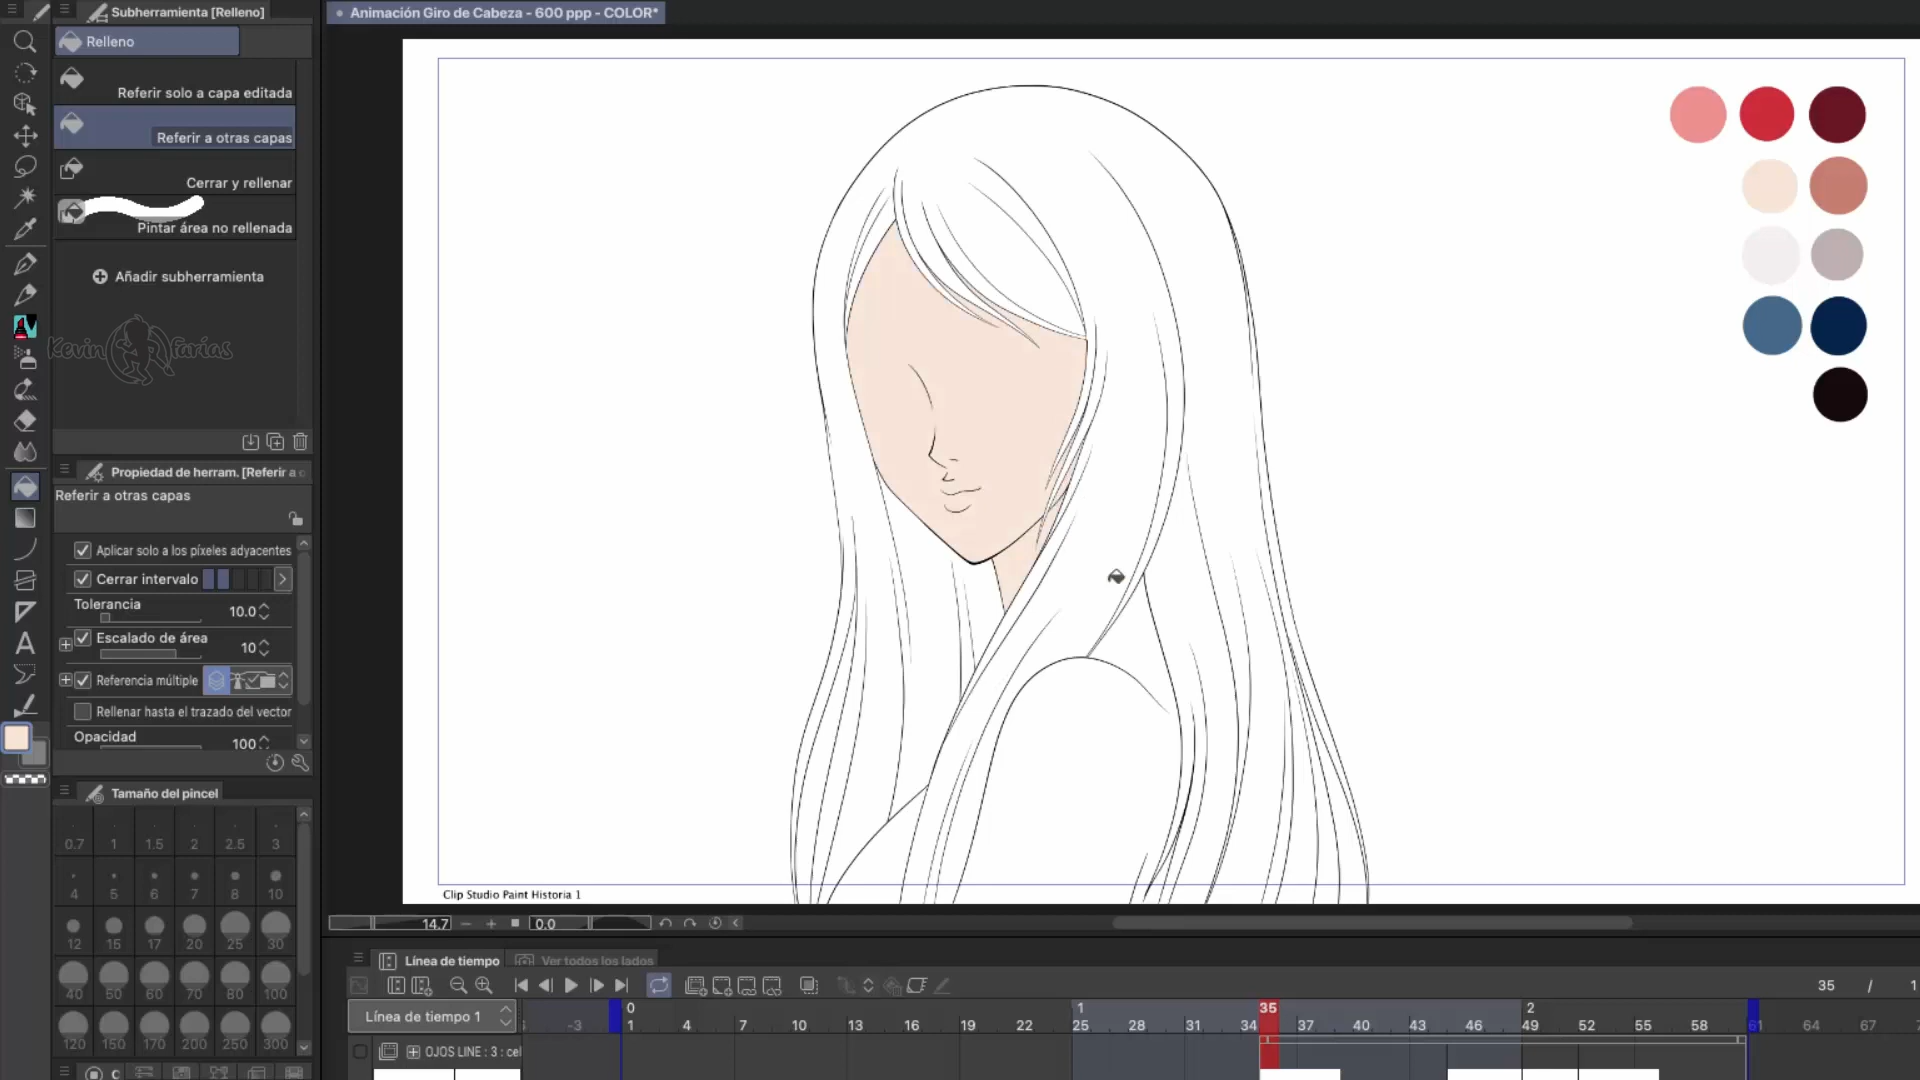 Subherramienta [Relleno]
Animación Giro de Cabeza - 600 ppp - COLOR*
Relleno
Referir solo a capa editada
Referir a otras capas
Cerrar y rellenar
Pintar área no rellenada
Añadir subherramienta
Kevin Farías
Propiedad de herram. [Referir a
Referir a otras capas
Aplicar solo a los píxeles adyacentes
Cerrar intervalo
Tolerancia
10.0
Escalado de área
10
Referencia múltiple
Rellenar hasta el trazado del vector
Opacidad
100
Tamaño del pincel
0.7 1 1.5 2 2.5 3
4 5 6 7 8 10
12 15 17 20 25 30
40 50 60 70 80 100
120 150 170 200 250 300
Clip Studio Paint Historia 1
14.7 0.0
Línea de tiempo Ver todos los lados
35 / 1
Línea de tiempo 1
0 1 35 2
-3 1 4 7 10 13 16 19 22 25 28 31 34 37 40 43 46 49 52 55 58 61 64 67
OJOS LINE : 3 : cel
C